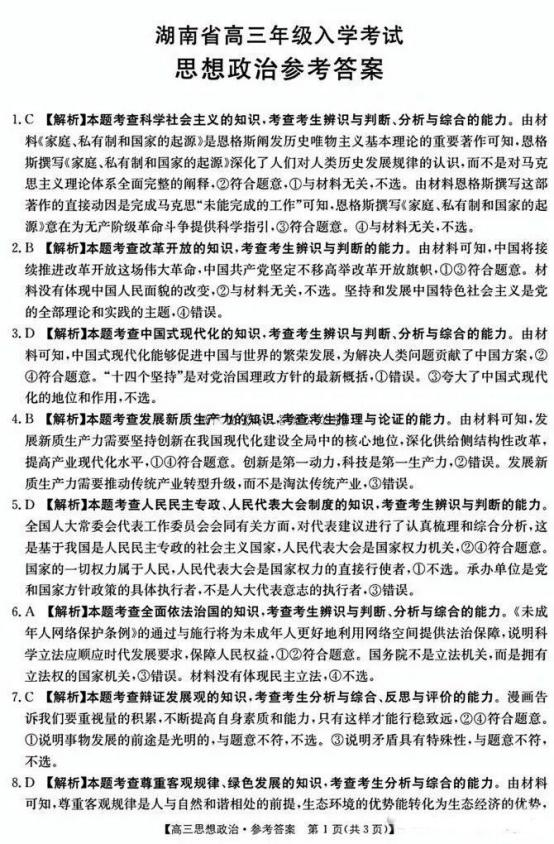 湖南省高三年级入学考试
思想政治参考答案
1. C 【解析】本题考查科学社会主义的知识,考查考生辨识与判断、分析与综合的能力。由材
料《家庭、私有制和国家的起源》是恩格斯阐发历史唯物主义基本理论的重要著作可知,恩格
斯撰写《家庭、私有制和国家的起源》深化了人们对人类历史发展规律的认识,而不是对马克
思主义理论体系全面完整的阐释,②符合题意,①与材料无关,不选。由材料恩格斯撰写这部
著作的直接动因是完成马克思“未能完成的工作”可知,恩格斯撰写《家庭、私有制和国家的起
源》意在为无产阶级革命斗争提供科学指引,③符合题意。④与材料无关,不选。
2. B 【解析】本题考查改革开放的知识,考查考生辨识与判断的能力。由材料可知,中国将接
续推进改革开放这场伟大革命,中国共产党坚定不移高举改革开放旗帜,①③符合题意。材
料没有体现中国人民面貌的改变,②与材料无关,不选。坚持和发展中国特色社会主义是党
的全部理论和实践的主题,④错误。
3. D 【解析】本题考查中国式现代化的知识,考查考生辨识与判断、分析与综合的能力。由材
料可知,中国式现代化能够促进中国与世界的繁荣发展,为解决人类问题贡献了中国方案,②
④符合题意。“十四个坚持”是对党治国理政方针的最新概括,①错误。③夸大了中国式现代
化的地位和作用,不选。
4. B 【解析】本题考查发展新质生产力的知识,考查考生推理与论证的能力。由材料可知,发
展新质生产力需要坚持创新在我国现代化建设全局中的核心地位,深化供给侧结构性改革,
提高产业现代化水平,①④符合题意。创新是第一动力,科技是第一生产力,②错误。发展新
质生产力需要推动传统产业转型升级,而不是淘汰传统产业,③错误。
5. D 【解析】本题考查人民民主专政、人民代表大会制度的知识,考查考生辨识与判断的能力。
全国人大常委会代表工作委员会会同有关方面,对代表建议进行了认真梳理和综合分析,这
是基于我国是人民民主专政的社会主义国家,人民代表大会是国家权力机关,②④符合题意。
国家的一切权力属于人民,人民代表大会是国家权力的直接行使者,①不选。承办单位是党
和国家方针政策的具体执行者,不是人大代表意志的执行者,③错误。
6. A 【解析】本题考查全面依法治国的知识,考查考生辨识与判断、分析与综合的能力。《未成
年人网络保护条例》的通过与施行将为未成年人更好地利用网络空间提供法治保障,说明科
学立法应顺应时代发展要求,保障人民权益,①②符合题意。国务院不是立法机关,而是拥有
立法权的国家机关,③错误。材料没有体现民主立法,④不选。
7. C 【解析】本题考查辩证发展观的知识,考查考生分析与综合、反思与评价的能力。漫画告
诉我们要重视量的积累,不断提高自身素质和能力,只有这样才能行稳致远,②④符合题意。
①说明事物发展的前途是光明的,与题意不符,不选。③说明矛盾具有特殊性,与题意不符,
不选。
8. D 【解析】本题考查尊重客观规律、绿色发展的知识,考查考生分析与综合的能力。由材料
可知,尊重客观规律是人与自然和谐相处的前提,生态环境的优势能转化为生态经济的优势,
【高三思想政治·参考答案 第1页(共3页)】